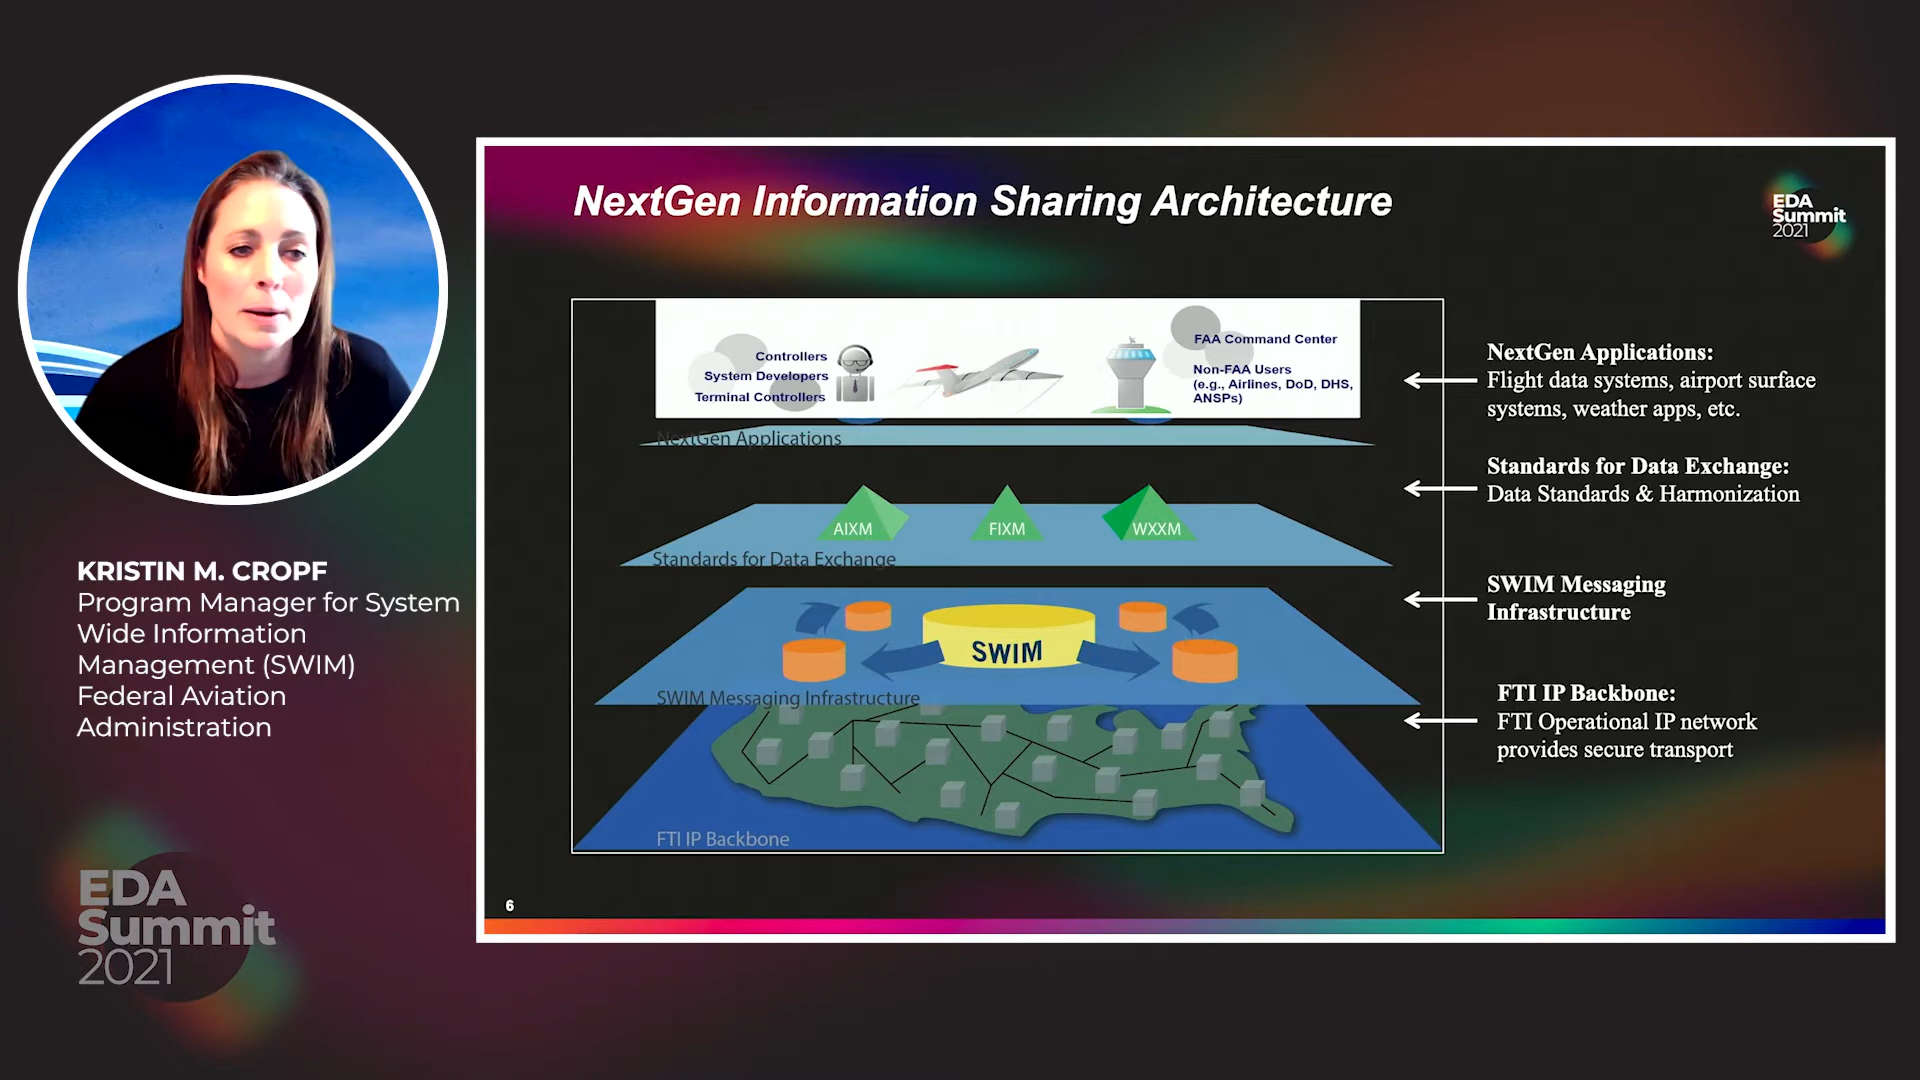 KRISTIN M. CROPF
Program Manager for System
Wide Information
Management (SWIM)
Federal Aviation
Administration
EDA
Summit
2021
NextGen Information Sharing Architecture
EDA
Summit
2021
Controllers
System Developers
Terminal Controllers
FAA Command Center
Non-FAA Users
(e.g., Airlines, DoD, DHS,
ANSPs)
NextGen Applications
AIXM
FIXM
WXXM
Standards for Data Exchange
SWIM
SWIM Messaging Infrastructure
FTI IP Backbone
NextGen Applications:
Flight data systems, airport surface
systems, weather apps, etc.
Standards for Data Exchange:
Data Standards & Harmonization
SWIM Messaging
Infrastructure
FTI IP Backbone:
FTI Operational IP network
provides secure transport
6